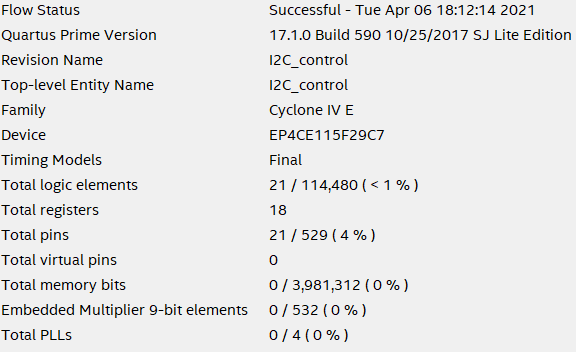 Flow Status Successful - Tue Apr 06 18:12:14 2021
Quartus Prime Version 17.1.0 Build 590 10/25/2017 SJ Lite Edition
Revision Name I2C_control
Top-level Entity Name I2C_control
Family Cyclone IV E
Device EP4CE115F29C7
Timing Models Final
Total logic elements 21 / 114,480 ( < 1 % )
Total registers 18
Total pins 21 / 529 ( 4 % )
Total virtual pins 0
Total memory bits 0 / 3,981,312 ( 0 % )
Embedded Multiplier 9-bit elements 0 / 532 ( 0 % )
Total PLLs 0 / 4 ( 0 % )